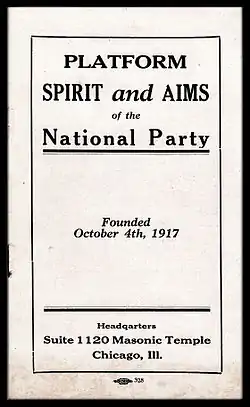 PLATFORM
SPIRIT and AIMS
of the
National Party
Founded
October 4th, 1917
Headqarters
Suite 1120 Masonic Temple
Chicago, Ill.
328